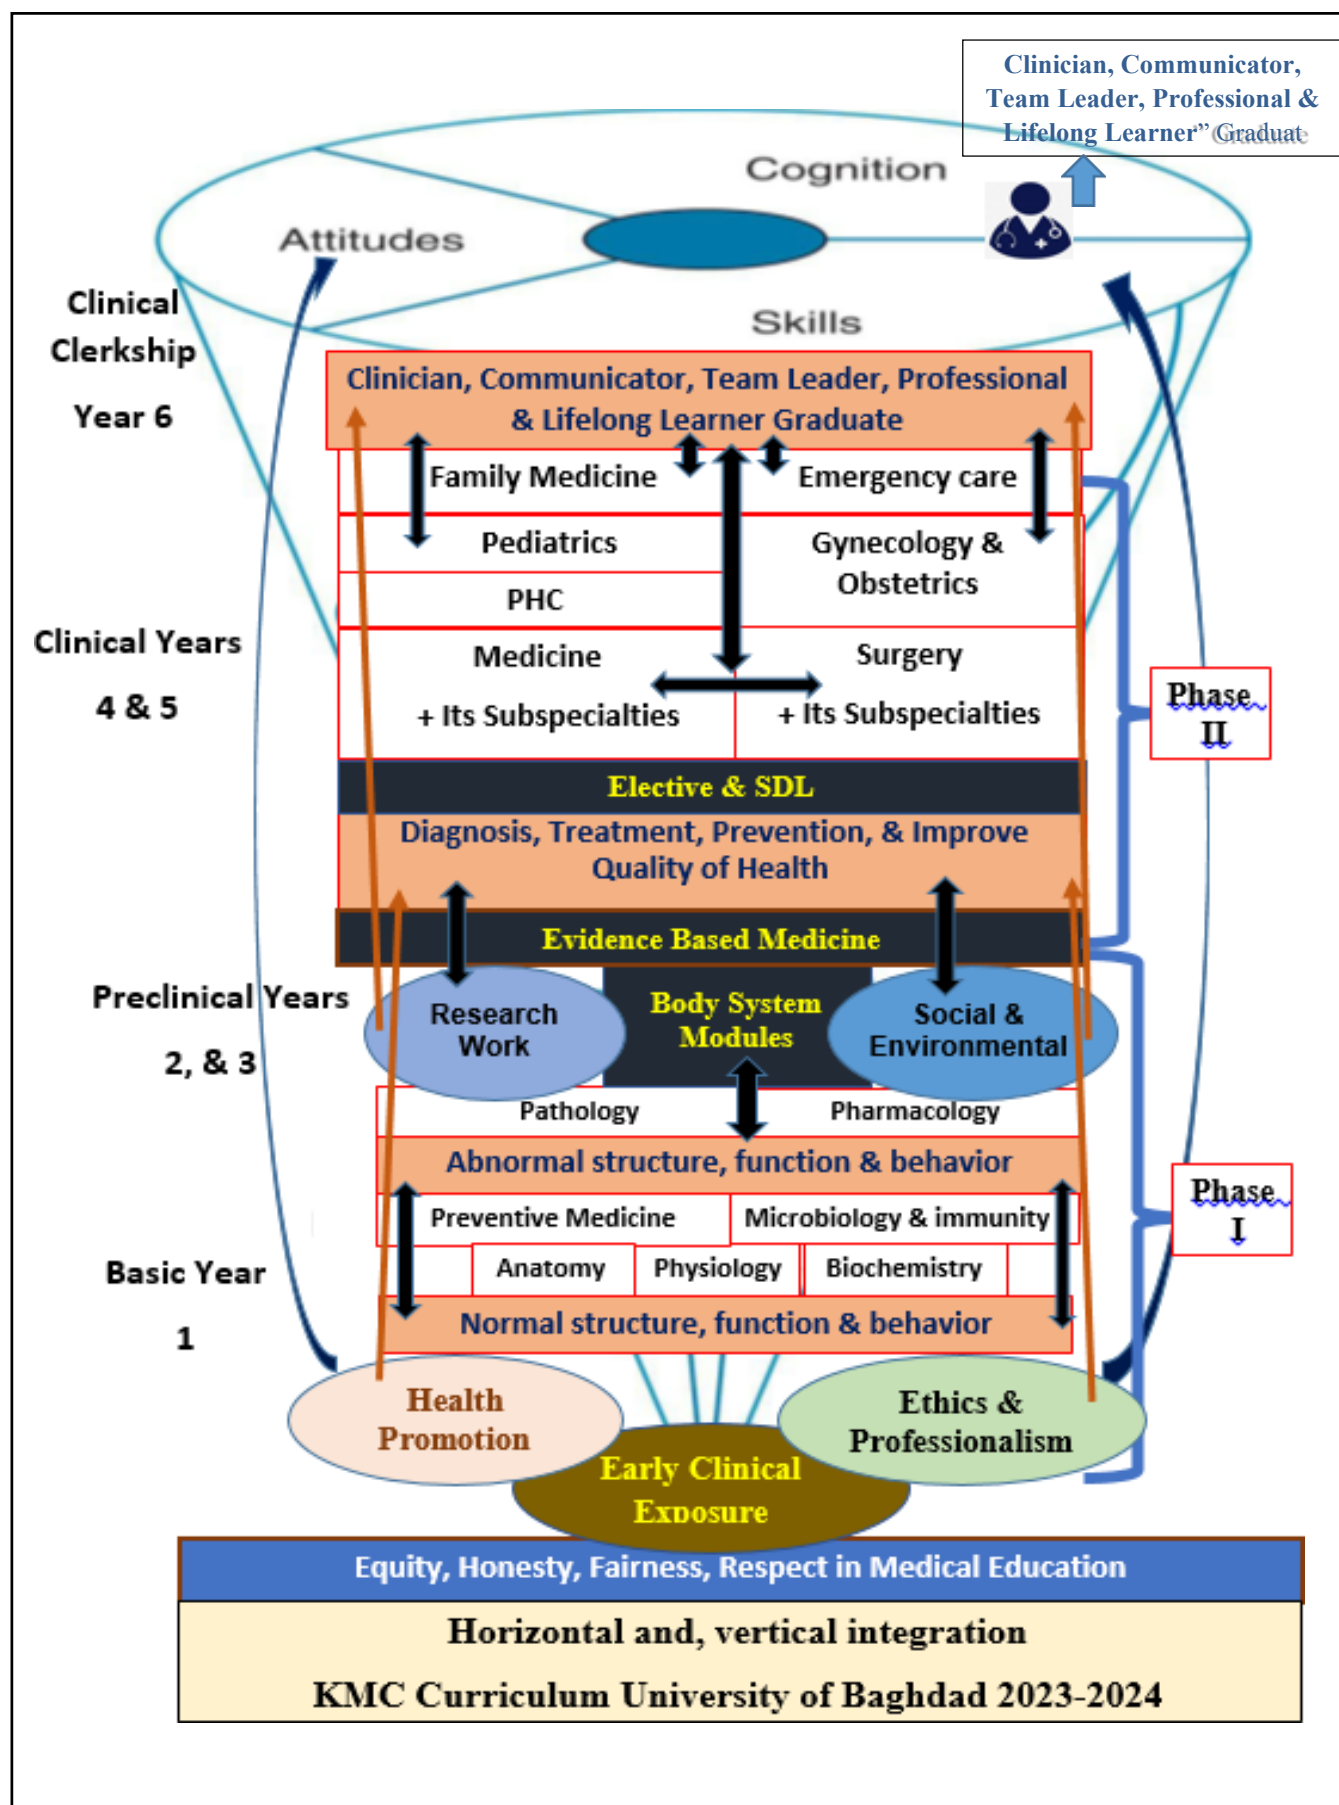 Clinician, Communicator,
Team Leader, Professional &
Lifelong Learner” Graduat
Cognition
Attitudes
Skills
Clinical
Clerkship
Year 6
Clinician, Communicator, Team Leader, Professional
& Lifelong Learner Graduate
Family Medicine
Emergency care
Pediatrics
Gynecology &
Obstetrics
PHC
Clinical Years
4 & 5
Medicine
+ Its Subspecialties
Surgery
+ Its Subspecialties
Phase
II
Elective & SDL
Diagnosis, Treatment, Prevention, & Improve
Quality of Health
Evidence Based Medicine
Preclinical Years
2, & 3
Research
Work
Body System
Modules
Social &
Environmental
Pathology
Pharmacology
Abnormal structure, function & behavior
Preventive Medicine
Microbiology & immunity
Phase
I
Basic Year
1
Anatomy
Physiology
Biochemistry
Normal structure, function & behavior
Health
Promotion
Ethics &
Professionalism
Early Clinical
Exposure
Equity, Honesty, Fairness, Respect in Medical Education
Horizontal and, vertical integration
KMC Curriculum University of Baghdad 2023-2024